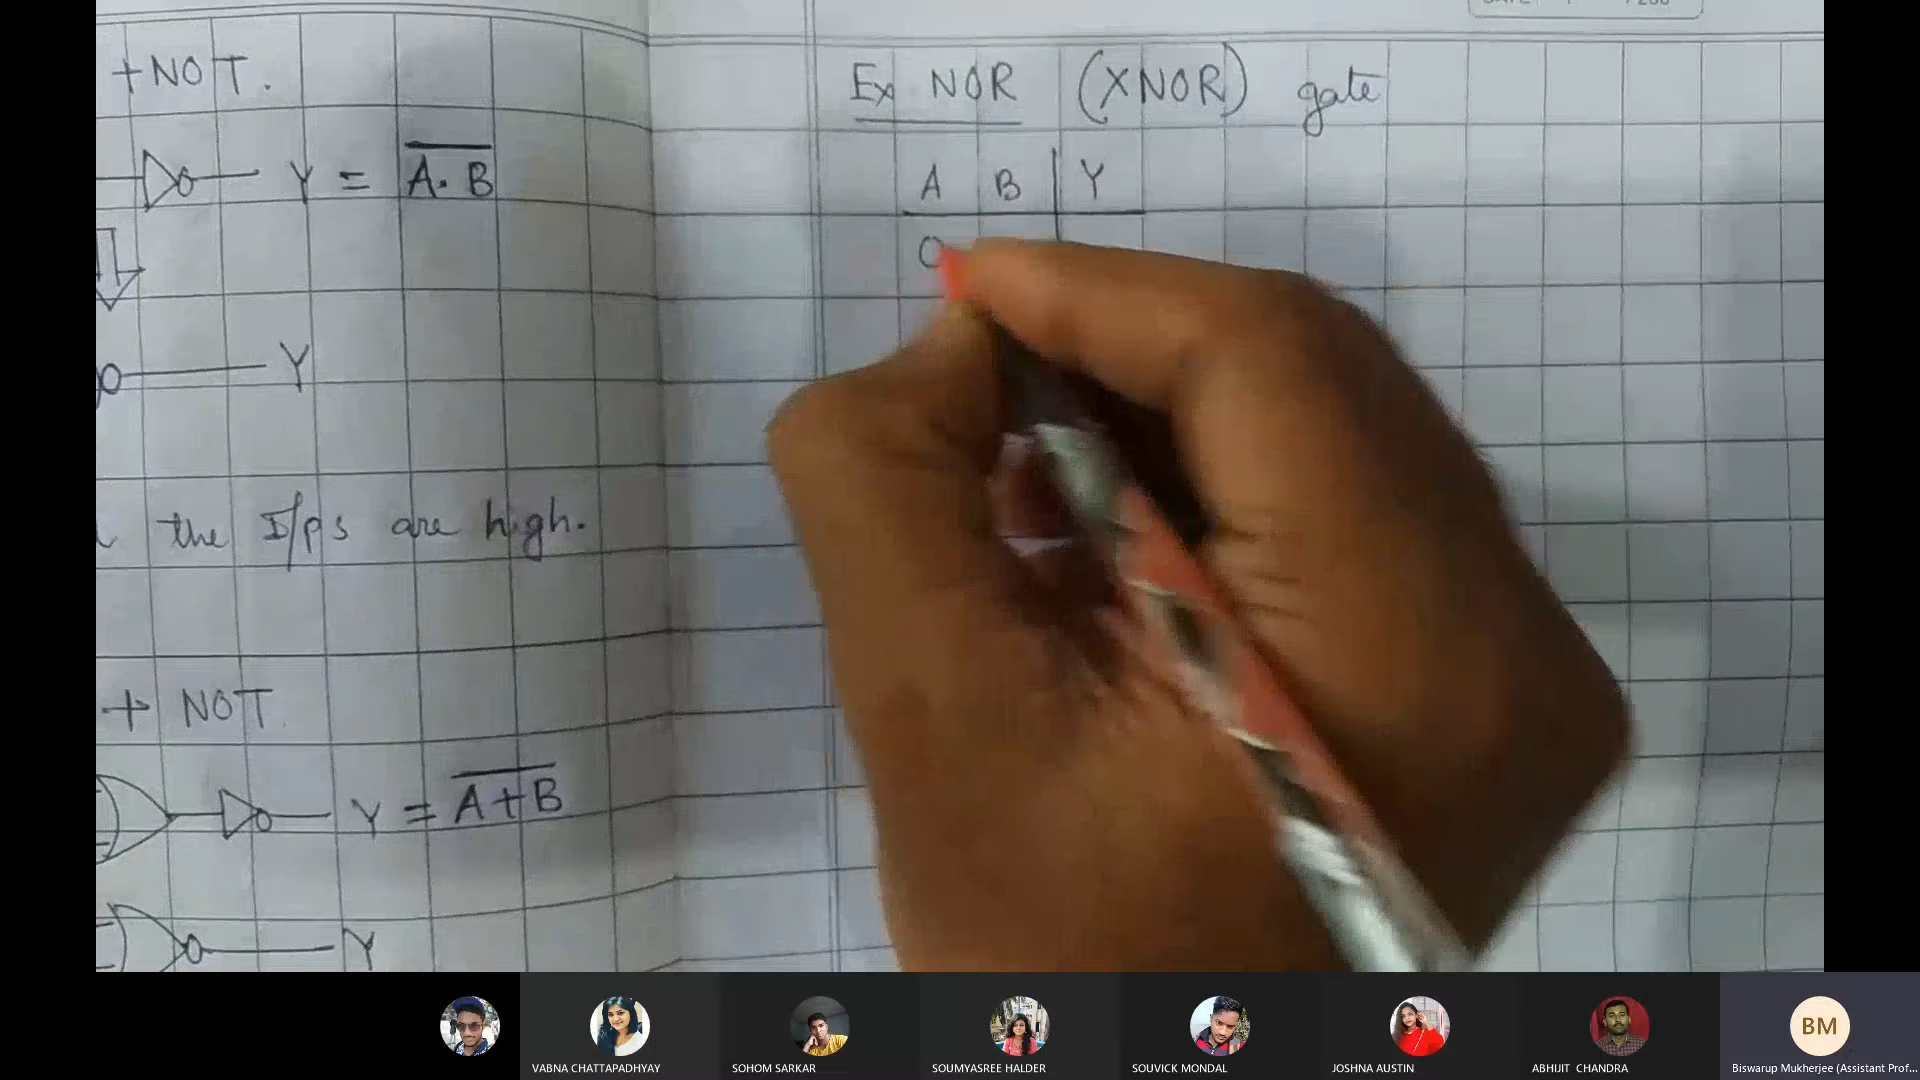 +NOT.
Y = A. B
Y
the I/ps are high.
+ NOT
Y = A+B
Y
Ex NOR (XNOR) gate
A B Y
0
VABNA CHATTAPADHYAY
SOHOM SARKAR
SOUMYASREE HALDER
SOUVICK MONDAL
JOSHNA AUSTIN
ABHIJIT CHANDRA
BM
Biswarup Mukherjee (Assistant Prof...